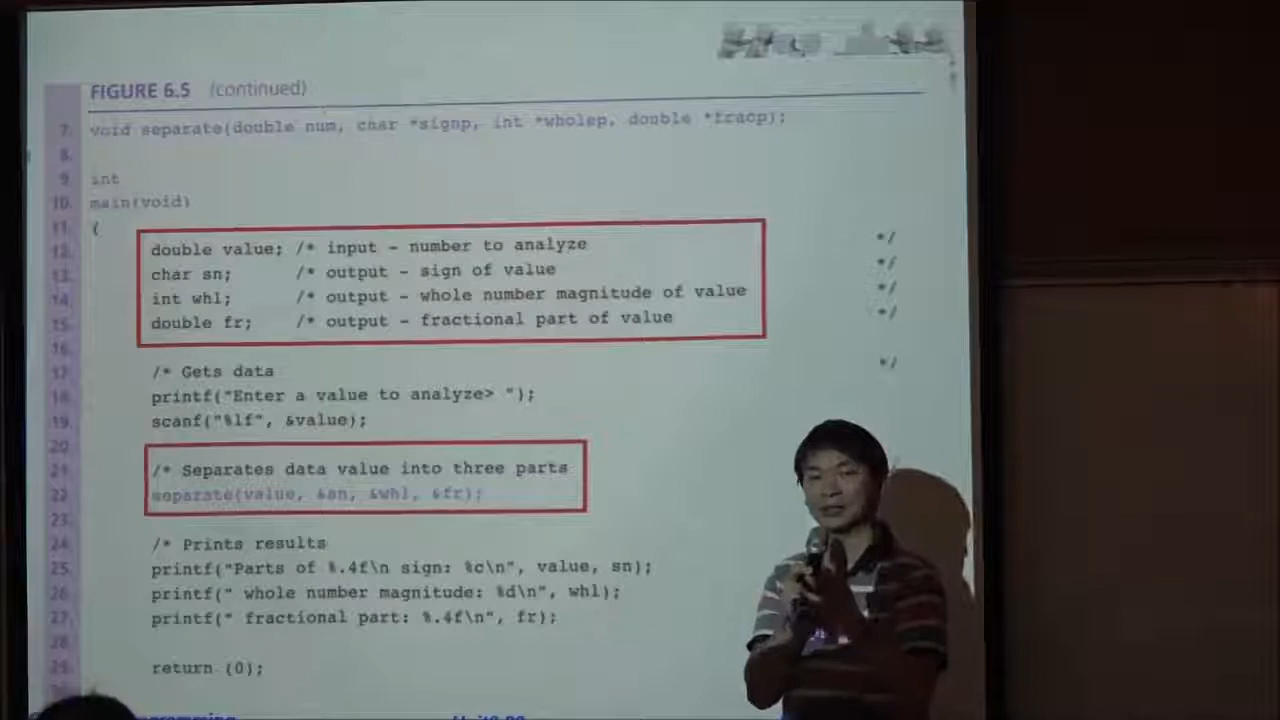 FIGURE 6.5 (continued)
7. void separate(double num, char *signp, int *wholep, double *fracp);
8.
9. int
10. main(void)
11. {
12. double value; /* input - number to analyze */
13. char sn; /* output - sign of value */
14. int whl; /* output - whole number magnitude of value */
15. double fr; /* output - fractional part of value */
16.
17. /* Gets data */
18. printf("Enter a value to analyze> ");
19. scanf("%lf", &value);
20.
21. /* Separates data value into three parts
22. separate(value, &sn, &whl, &fr);
23.
24. /* Prints results
25. printf("Parts of %.4f\n sign: %c\n", value, sn);
26. printf(" whole number magnitude: %d\n", whl);
27. printf(" fractional part: %.4f\n", fr);
28.
29. return (0);